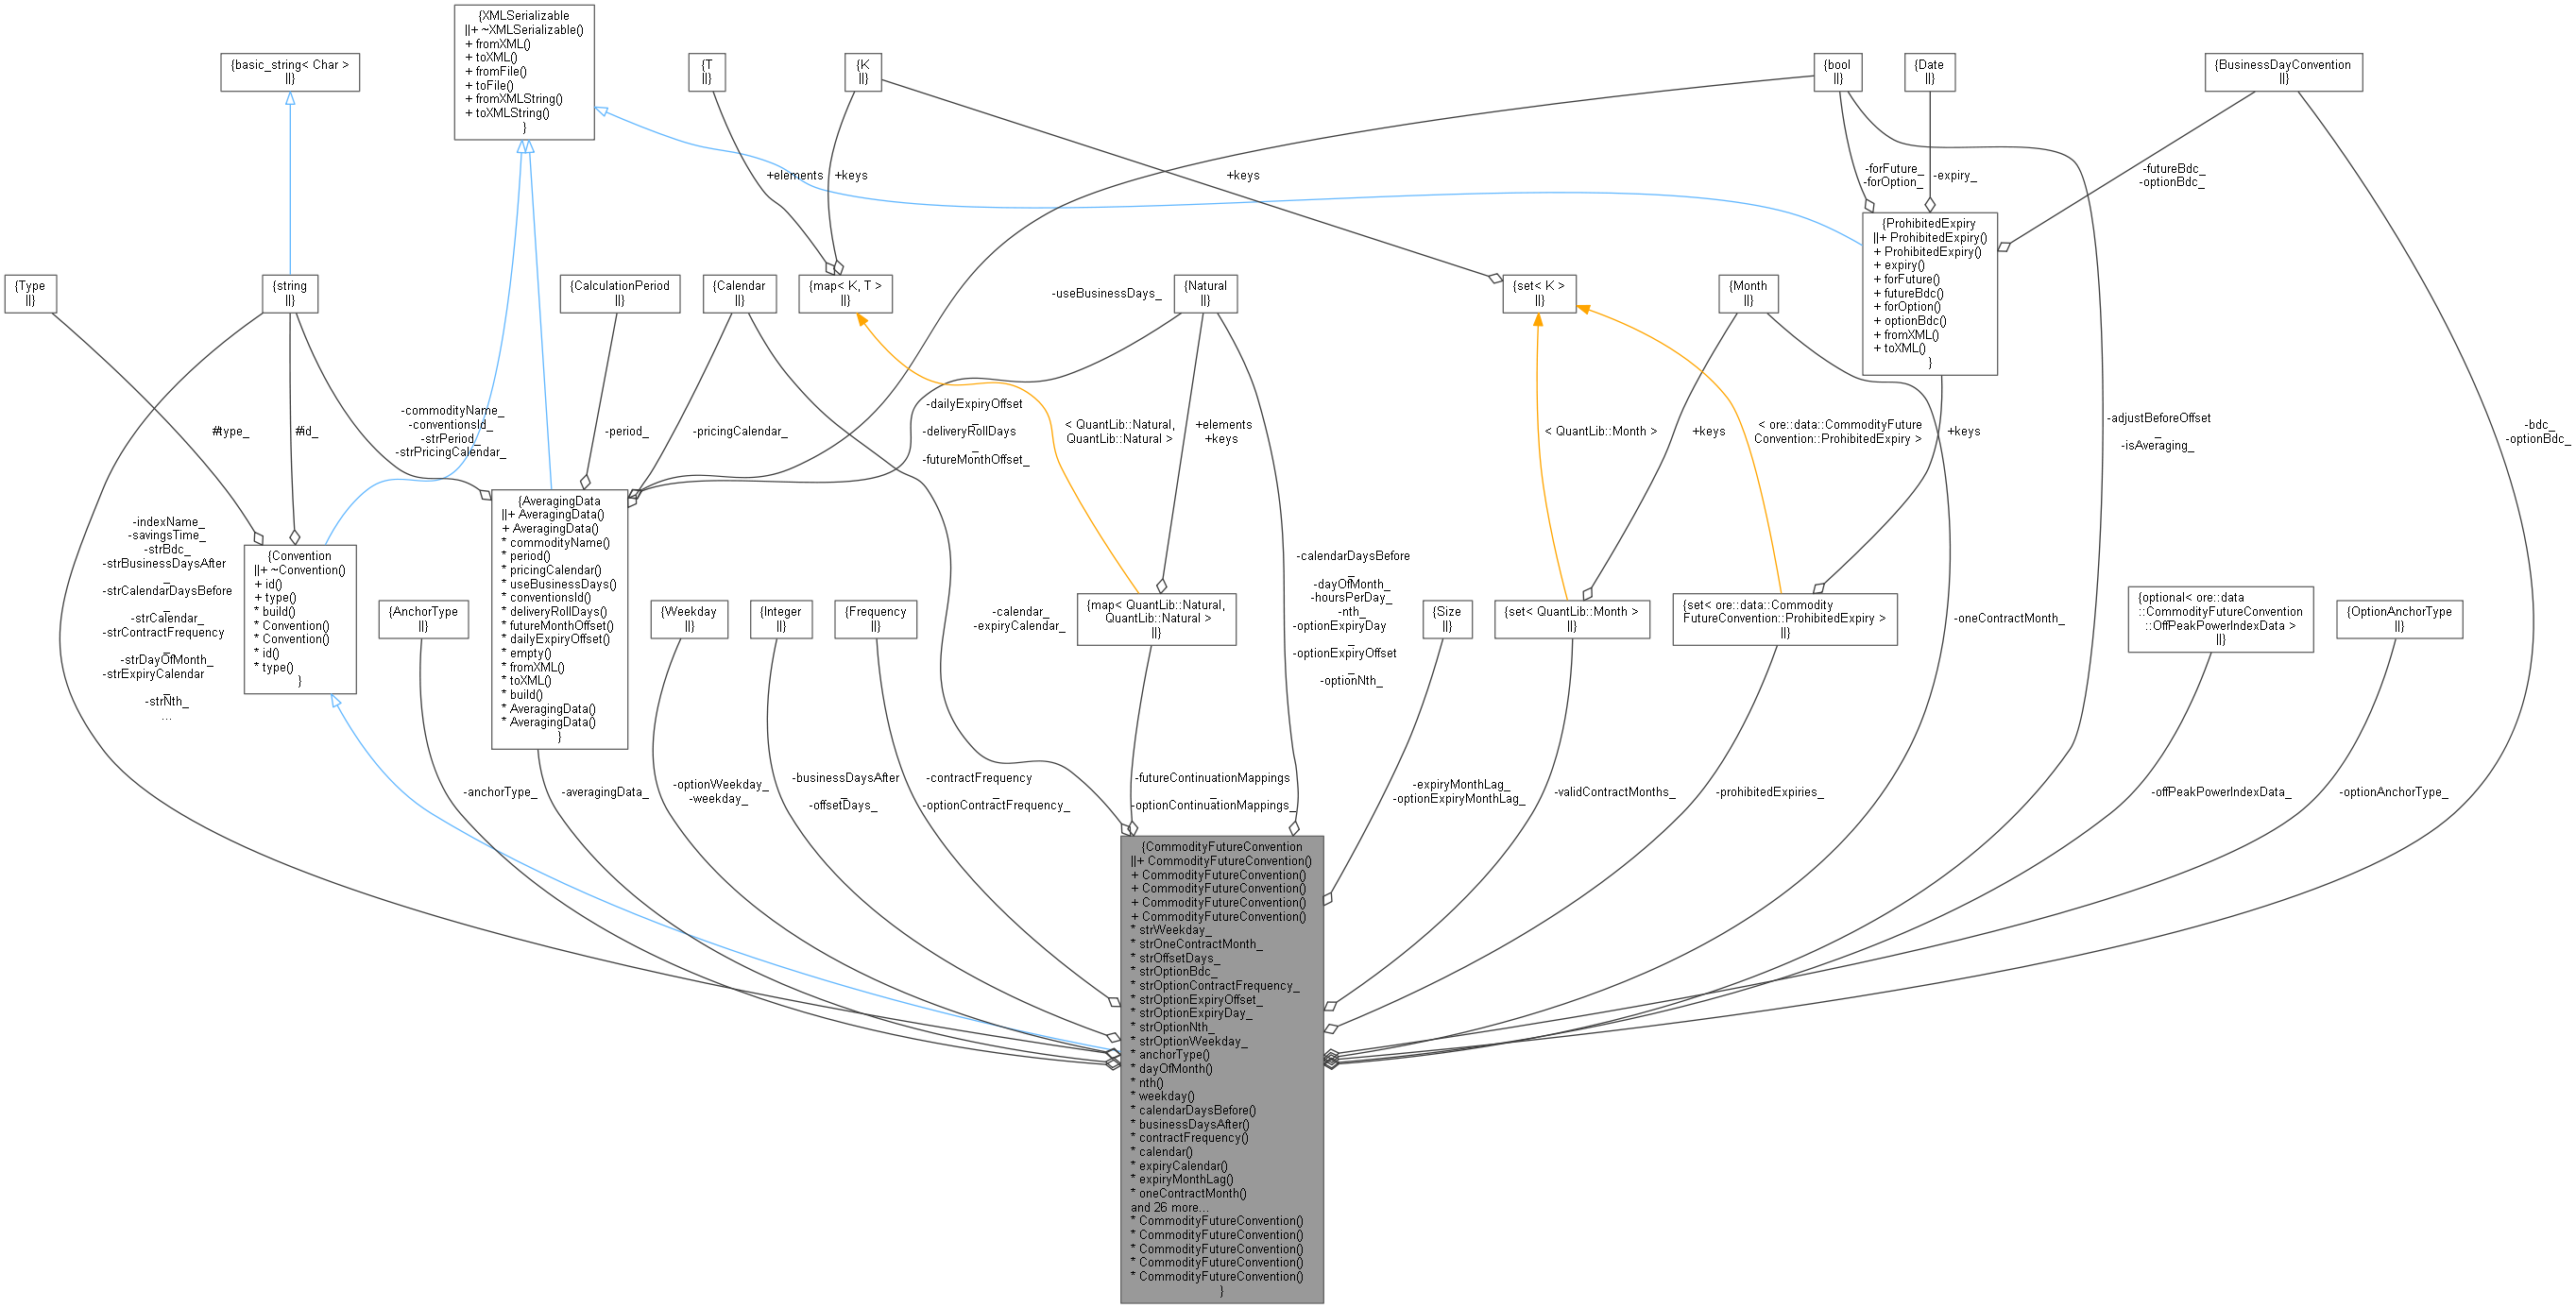 {XMLSerializable
||+ ~XMLSerializable()
+ fromXML()
+ toXML()
+ fromFile()
+ toFile()
+ fromXMLString()
+ toXMLString()
}
{basic_string< Char >
||}
{T
||}
{K
||}
{bool
||}
{Date
||}
{BusinessDayConvention
||}
+elements
+keys
+keys
-forFuture_
-forOption_
-expiry_
-futureBdc_
-optionBdc_
{ProhibitedExpiry
||+ ProhibitedExpiry()
+ ProhibitedExpiry()
+ expiry()
+ forFuture()
+ futureBdc()
+ forOption()
+ optionBdc()
+ fromXML()
+ toXML()
}
{Type
||}
{string
||}
{CalculationPeriod
||}
{Calendar
||}
{map< K, T >
||}
-useBusinessDays_
{Natural
||}
{set< K >
||}
{Month
||}
#type_
#id_
-commodityName_
-conventionsId_
-strPeriod_
-strPricingCalendar_
-period_
-pricingCalendar_
-dailyExpiryOffset
_
-deliveryRollDays
_
-futureMonthOffset_
< QuantLib::Natural,
QuantLib::Natural >
+elements
+keys
< QuantLib::Month >
+keys
< ore::data::CommodityFuture
Convention::ProhibitedExpiry >
+keys
-adjustBeforeOffset
_
-isAveraging_
-bdc_
-optionBdc_
-indexName_
-savingsTime_
-strBdc_
-strBusinessDaysAfter
_
-strCalendarDaysBefore
_
-strCalendar_
-strContractFrequency
_
-strDayOfMonth_
-strExpiryCalendar
_
-strNth_
...
{Convention
||+ ~Convention()
+ id()
+ type()
* build()
* Convention()
* Convention()
* id()
* type()
}
{AnchorType
||}
{AveragingData
||+ AveragingData()
+ AveragingData()
* commodityName()
* period()
* pricingCalendar()
* useBusinessDays()
* conventionsId()
* deliveryRollDays()
* futureMonthOffset()
* dailyExpiryOffset()
* empty()
* fromXML()
* toXML()
* build()
* AveragingData()
* AveragingData()
}
{Weekday
||}
{Integer
||}
{Frequency
||}
-calendar_
-expiryCalendar_
{map< QuantLib::Natural,
QuantLib::Natural >
||}
-calendarDaysBefore
_
-dayOfMonth_
-hoursPerDay_
-nth_
-optionExpiryDay
_
-optionExpiryOffset
_
-optionNth_
{Size
||}
{set< QuantLib::Month >
||}
{set< ore::data::Commodity
FutureConvention::ProhibitedExpiry >
||}
-oneContractMonth_
{optional< ore::data
::CommodityFutureConvention
::OffPeakPowerIndexData >
||}
{OptionAnchorType
||}
-anchorType_
-averagingData_
-optionWeekday_
-weekday_
-businessDaysAfter
_
-offsetDays_
-contractFrequency
_
-optionContractFrequency_
-futureContinuationMappings
_
-optionContinuationMappings_
-expiryMonthLag_
-optionExpiryMonthLag_
-validContractMonths_
-prohibitedExpiries_
-offPeakPowerIndexData_
-optionAnchorType_
{CommodityFutureConvention
||+ CommodityFutureConvention()
+ CommodityFutureConvention()
+ CommodityFutureConvention()
+ CommodityFutureConvention()
+ CommodityFutureConvention()
* strWeekday_
* strOneContractMonth_
* strOffsetDays_
* strOptionBdc_
* strOptionContractFrequency_
* strOptionExpiryOffset_
* strOptionExpiryDay_
* strOptionNth_
* strOptionWeekday_
* anchorType()
* dayOfMonth()
* nth()
* weekday()
* calendarDaysBefore()
* businessDaysAfter()
* contractFrequency()
* calendar()
* expiryCalendar()
* expiryMonthLag()
* oneContractMonth()
and 26 more...
* CommodityFutureConvention()
* CommodityFutureConvention()
* CommodityFutureConvention()
* CommodityFutureConvention()
* CommodityFutureConvention()
}